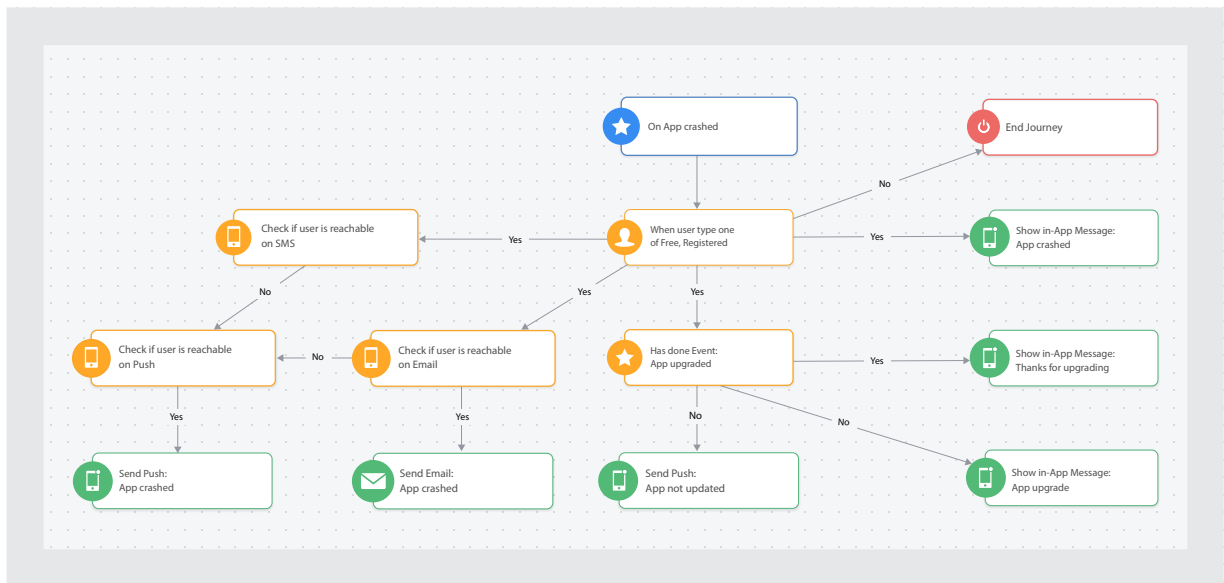 On App crashed
End Journey
No
Check if user is reachable
on SMS
Yes
When user type one
of Free, Registered
Yes
Show in-App Message:
App crashed
No
Yes
Yes
Check if user is reachable
on Push
No
Check if user is reachable
on Email
Has done Event:
App upgraded
Yes
Show in-App Message:
Thanks for upgrading
Yes
Yes
No
No
Send Push:
App crashed
Send Email:
App crashed
Send Push:
App not updated
Show in-App Message:
App upgrade